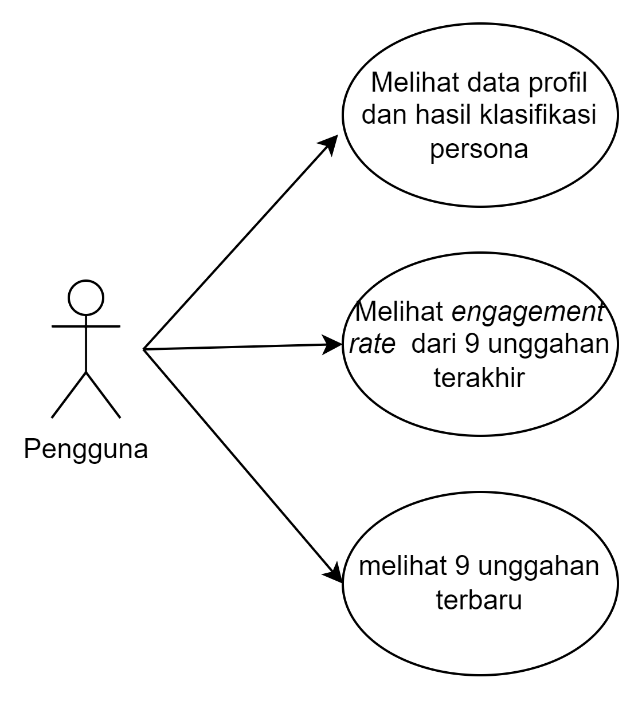 Melihat data profil
dan hasil klasifikasi
persona
Melihat engagement
rate dari 9 unggahan
terakhir
Pengguna
melihat 9 unggahan
terbaru